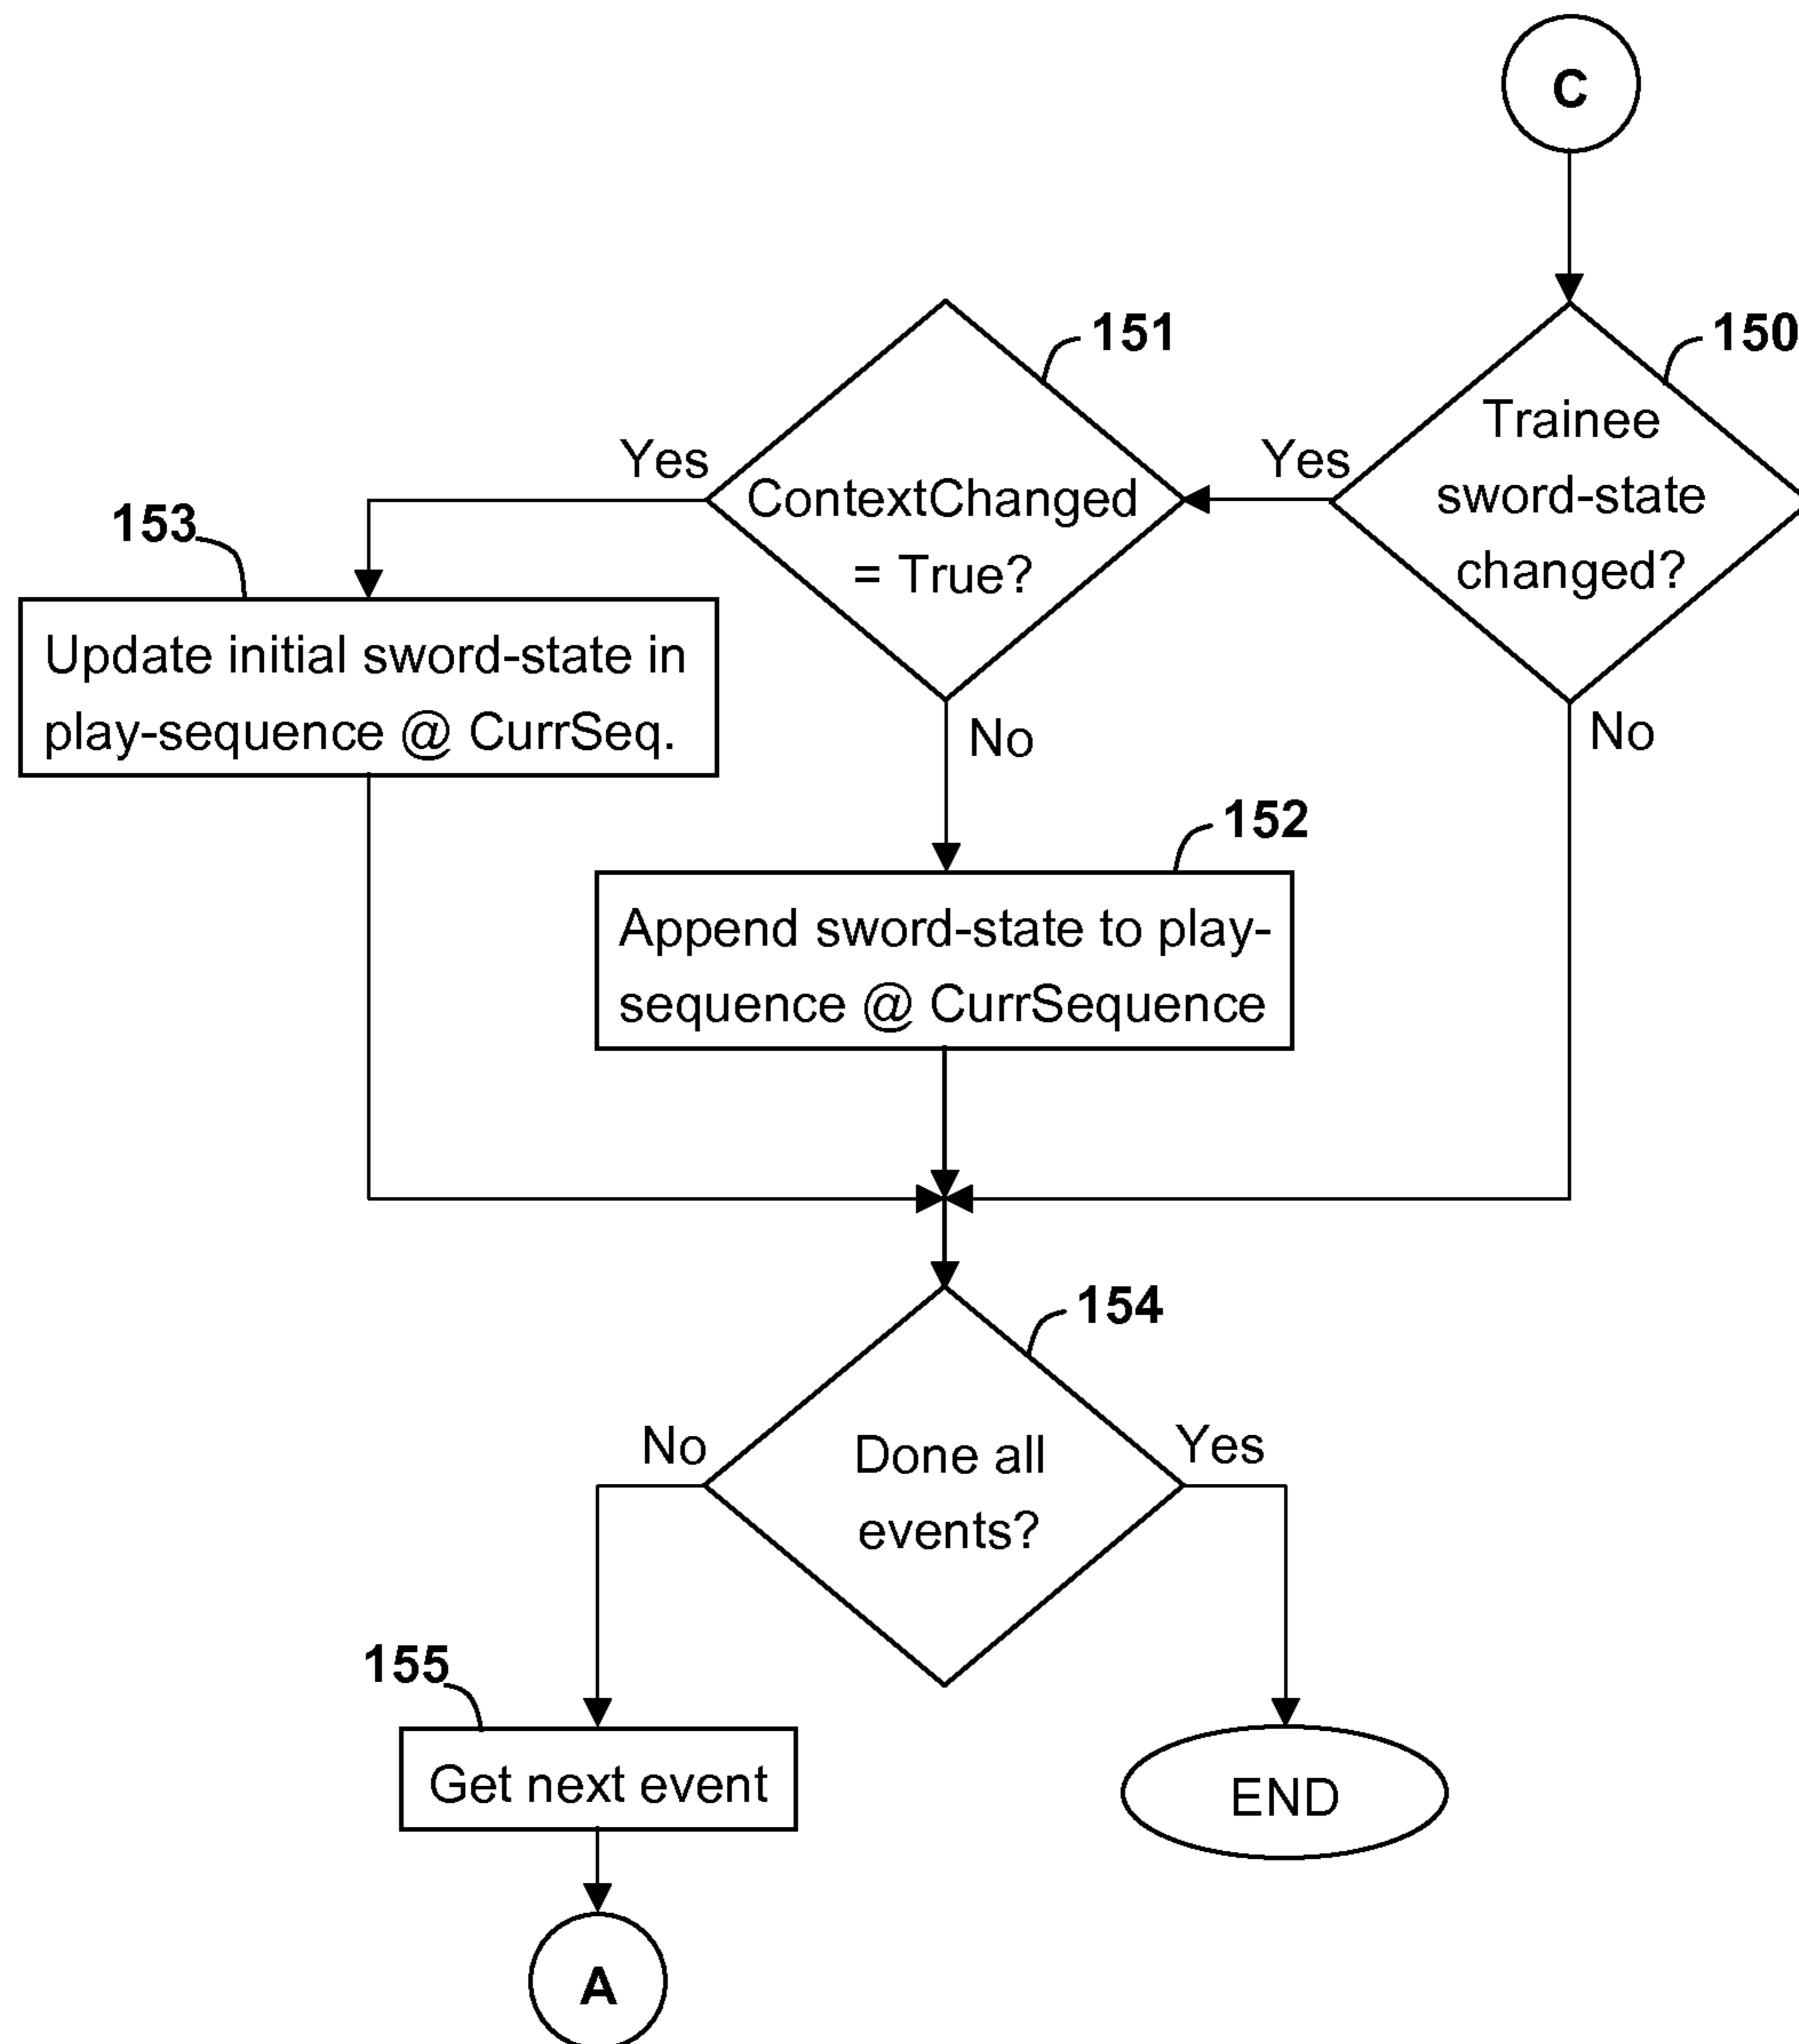 C
150
Trainee
sword-state
changed?
Yes
No
151
ContextChanged
= True?
Yes
No
153
Update initial sword-state in
play-sequence @ CurrSeq.
152
Append sword-state to play-
sequence @ CurrSequence
154
Done all
events?
No
Yes
155
Get next event
END
A